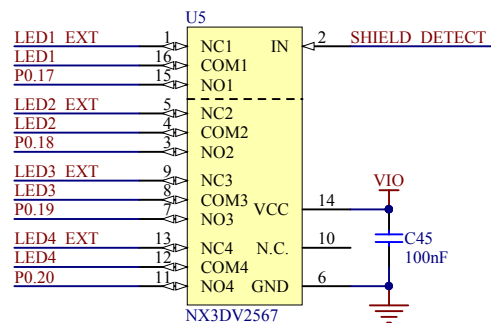 U5
LED1_EXT 1 NC1 IN 2 SHIELD_DETECT
LED1 16 COM1
P0.17 15 NO1
LED2_EXT 5 NC2
LED2 4 COM2
P0.18 3 NO2
LED3_EXT 9 NC3
LED3 8 COM3
P0.19 7 NO3
VCC 14 VIO
LED4_EXT 13 NC4 N.C. 10 C45
LED4 12 COM4 100nF
P0.20 11 NO4 GND 6
NX3DV2567